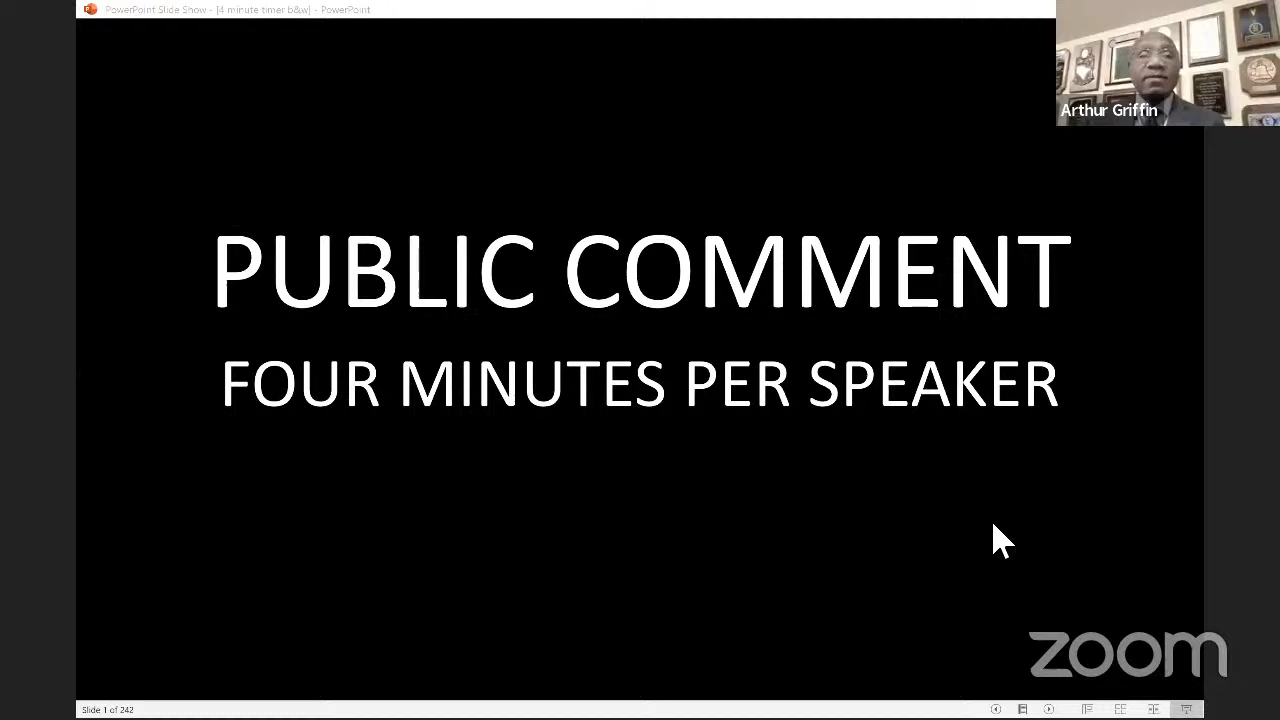 PowerPoint Slide Show - [4 minute timer b&w] - PowerPoint
Arthur Griffin
PUBLIC COMMENT
FOUR MINUTES PER SPEAKER
zoom
Slide 1 of 242